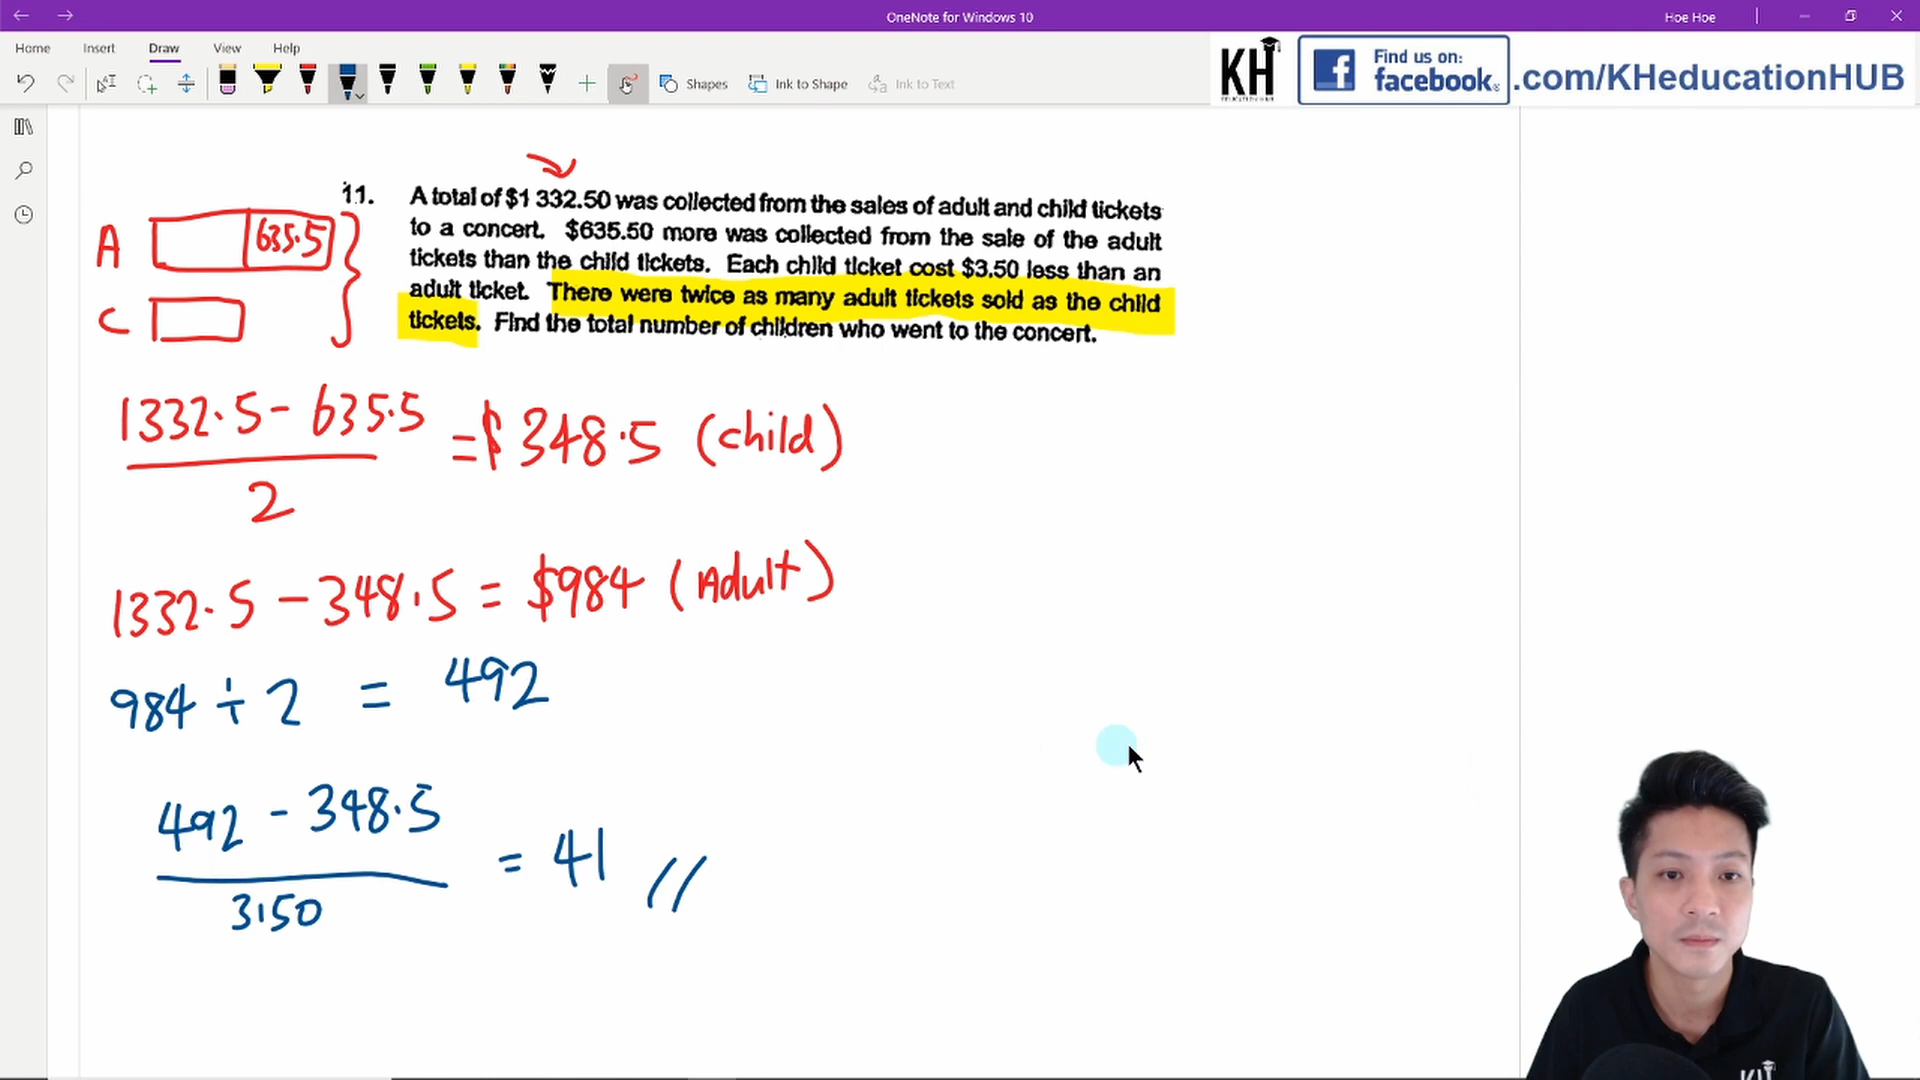 OneNote for Windows 10
Hoe Hoe
Home Insert Draw View Help
Shapes Ink to Shape Ink to Text
KH
Find us on:
facebook .com/KHeducationHUB
11. A total of $1 332.50 was collected from the sales of adult and child tickets
to a concert. $635.50 more was collected from the sale of the adult
tickets than the child tickets. Each child ticket cost $3.50 less than an
adult ticket. There were twice as many adult tickets sold as the child
tickets. Find the total number of children who went to the concert.
A 635.5
C
1332.5 - 635.5
2
= $348.5 (child)
1332.5 - 348.5 = $984 (Adult)
984 ÷ 2 = 492
492 - 348.5
3.50
= 41 //
KH